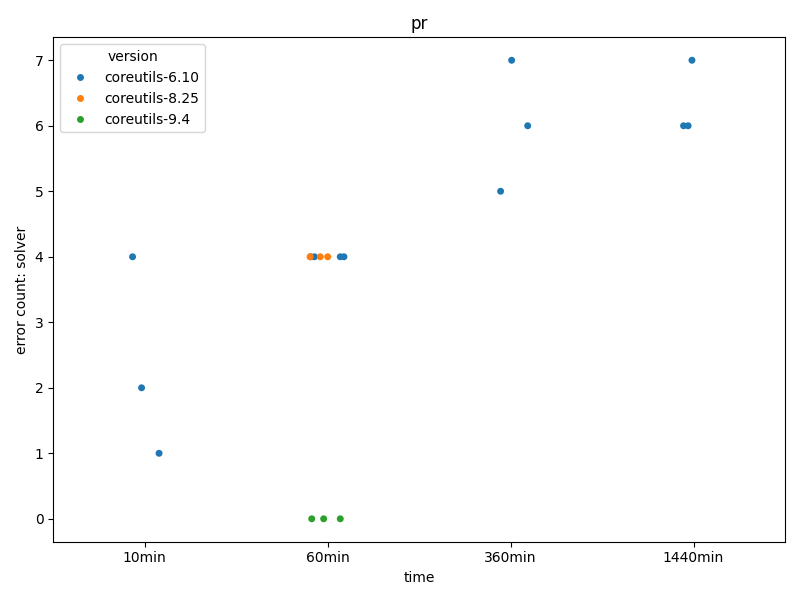 pr
version
coreutils-6.10
coreutils-8.25
coreutils-9.4
error count: solver
7
6
5
4
3
2
1
0
10min 60min 360min 1440min
time